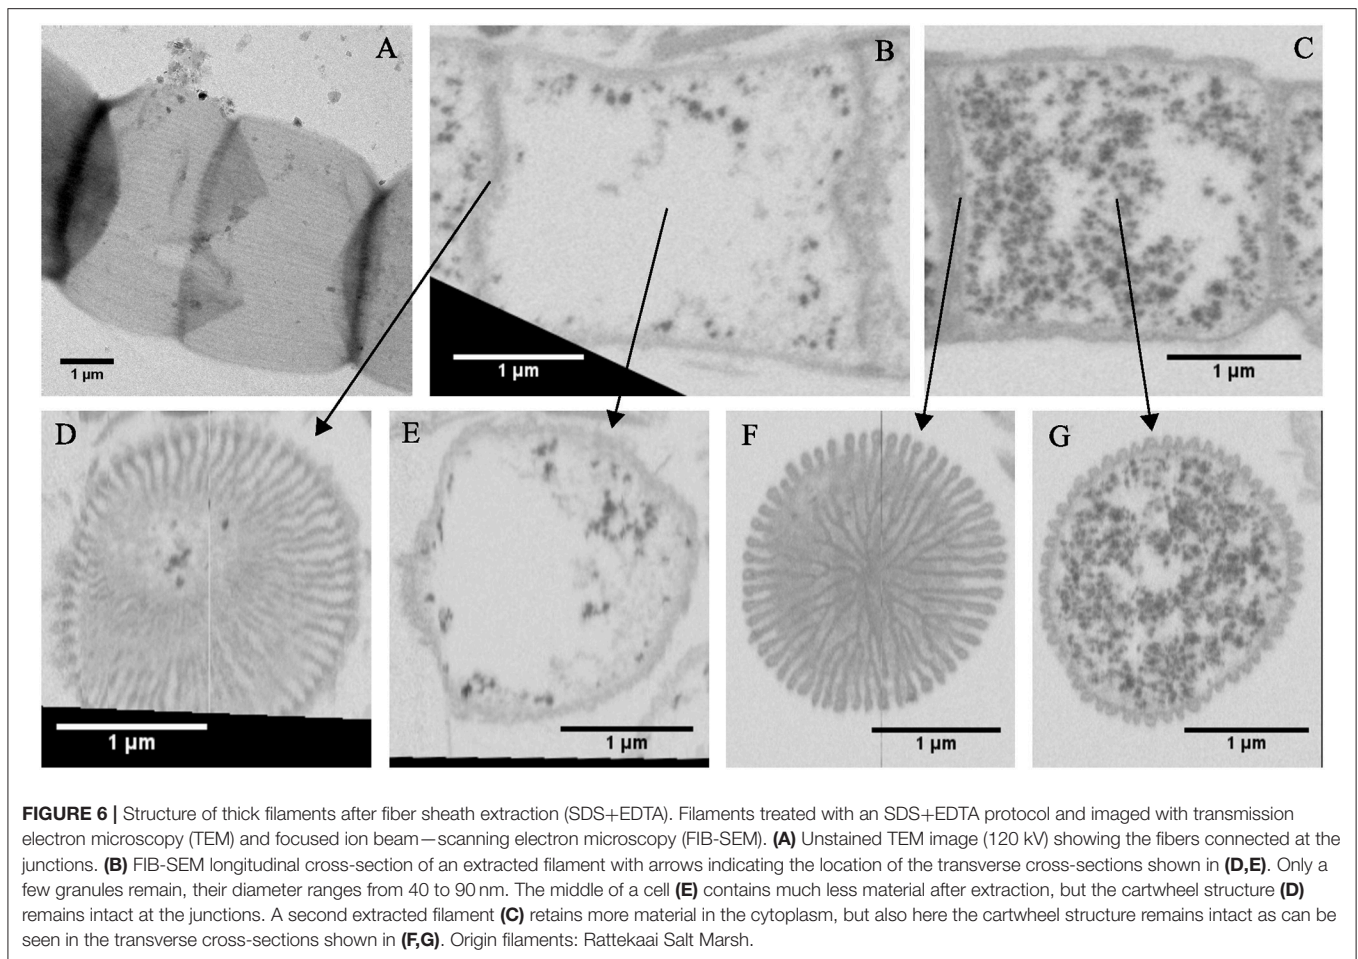 A
B
C
1 µm
1 µm
1 µm
D
E
F
G
1 µm
1 µm
1 µm
1 µm
FIGURE 6 | Structure of thick filaments after fiber sheath extraction (SDS+EDTA). Filaments treated with an SDS+EDTA protocol and imaged with transmission
electron microscopy (TEM) and focused ion beam—scanning electron microscopy (FIB-SEM). (A) Unstained TEM image (120 kV) showing the fibers connected at the
junctions. (B) FIB-SEM longitudinal cross-section of an extracted filament with arrows indicating the location of the transverse cross-sections shown in (D,E). Only a
few granules remain, their diameter ranges from 40 to 90 nm. The middle of a cell (E) contains much less material after extraction, but the cartwheel structure (D)
remains intact at the junctions. A second extracted filament (C) retains more material in the cytoplasm, but also here the cartwheel structure remains intact as can be
seen in the transverse cross-sections shown in (F,G). Origin filaments: Rattekaai Salt Marsh.